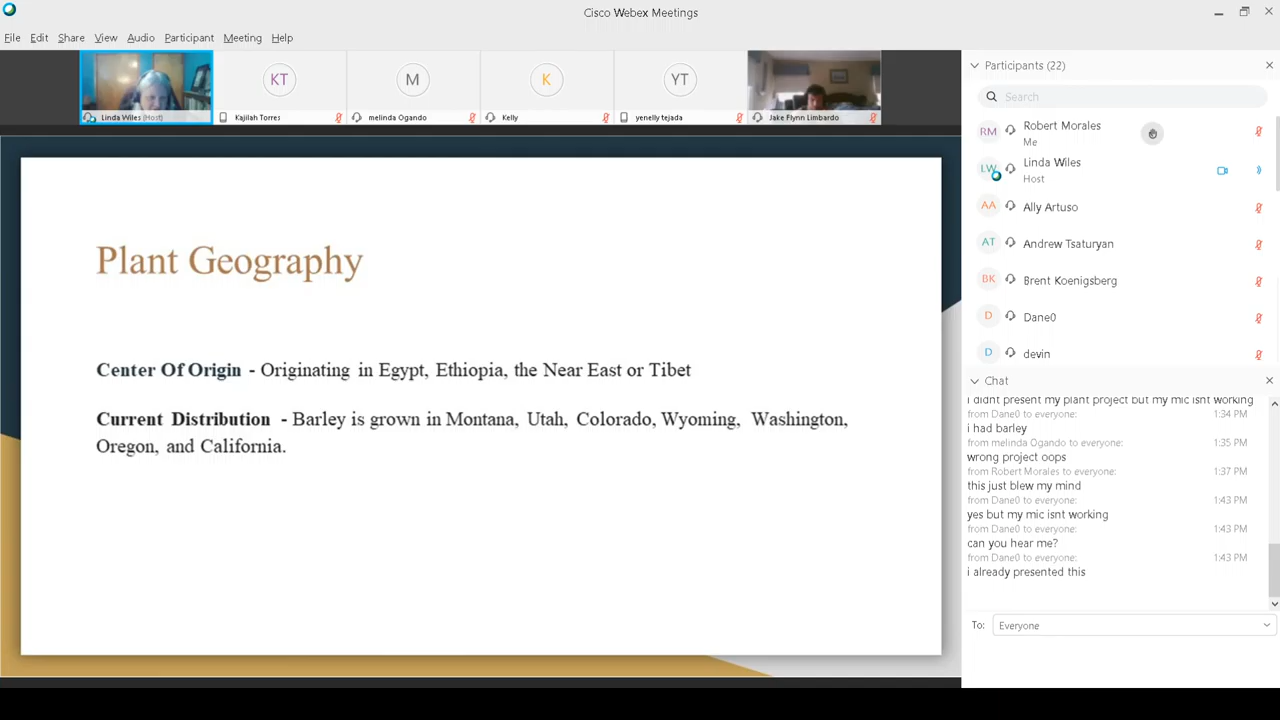 Cisco Webex Meetings
File Edit Share View Audio Participant Meeting Help
KT M K YT
Linda Wiles (Host) Kajilah Torres melinda Ogando Kelly yenelly tejada Jake Flynn Limbardo
Plant Geography
Center Of Origin - Originating in Egypt, Ethiopia, the Near East or Tibet
Current Distribution - Barley is grown in Montana, Utah, Colorado, Wyoming, Washington,
Oregon, and California.
Participants (22)
Search
RM Robert Morales
Me
LW Linda Wiles
Host
AA Ally Artuso
AT Andrew Tsaturyan
BK Brent Koenigsberg
D Dane0
D devin
Chat
i didnt present my plant project but my mic isnt working
from Dane0 to everyone: 1:34 PM
i had barley
from melinda Ogando to everyone: 1:35 PM
wrong project oops
from Robert Morales to everyone: 1:37 PM
this just blew my mind
from Dane0 to everyone: 1:43 PM
yes but my mic isnt working
from Dane0 to everyone: 1:43 PM
can you hear me?
from Dane0 to everyone: 1:43 PM
i already presented this
To: Everyone